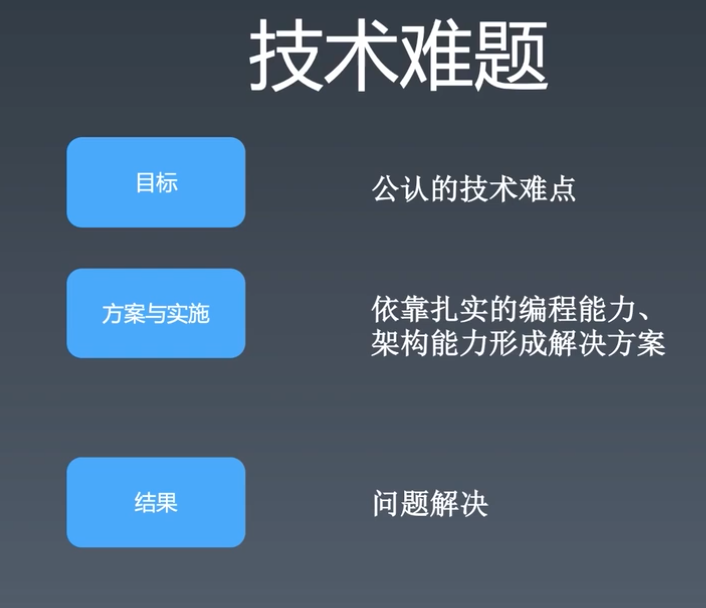 技术难题
目标
公认的技术难点
方案与实施
依靠扎实的编程能力、
架构能力形成解决方案
结果
问题解决